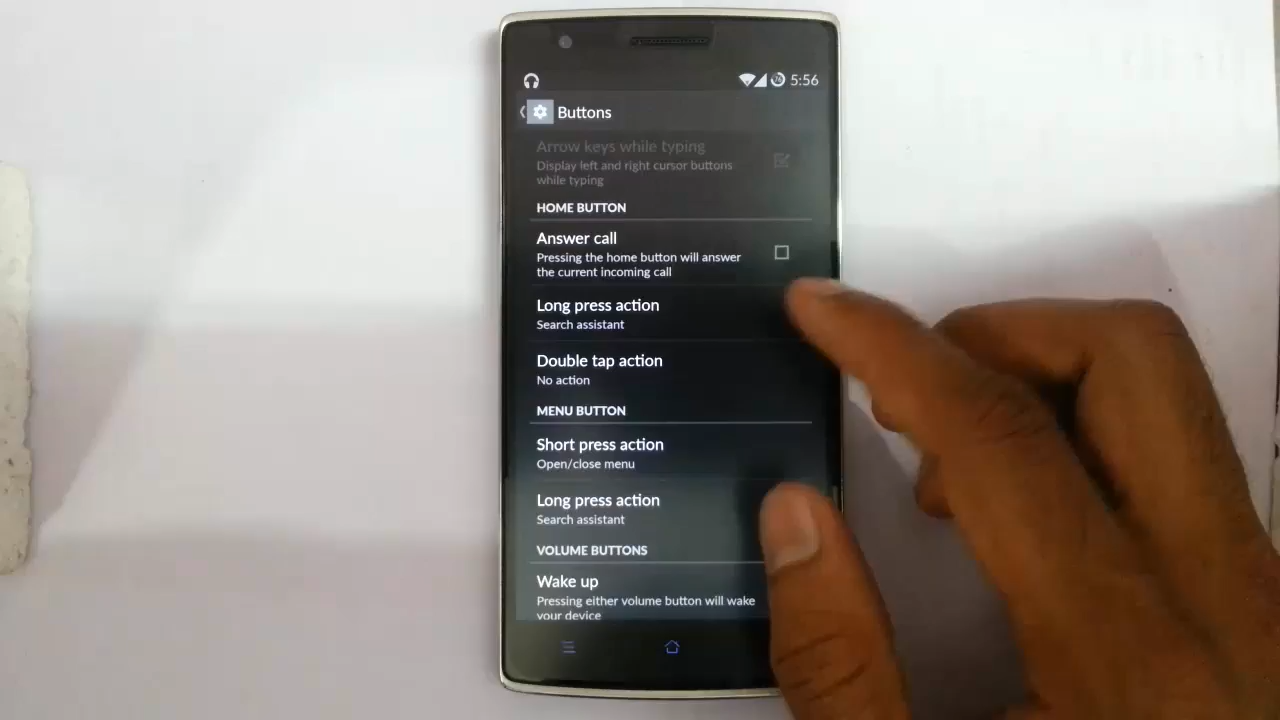 5:56
Buttons
Arrow keys while typing
Display left and right cursor buttons
while typing
HOME BUTTON
Answer call
Pressing the home button will answer
the current incoming call
Long press action
Search assistant
Double tap action
No action
MENU BUTTON
Short press action
Open/close menu
Long press action
Search assistant
VOLUME BUTTONS
Wake up
Pressing either volume button will wake
your device